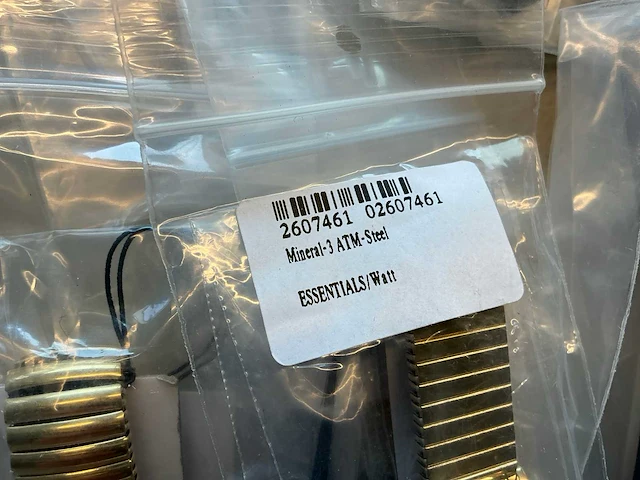 2607461 02607461
Mineral-3 ATM-Steel
ESSENTIALS/Watt